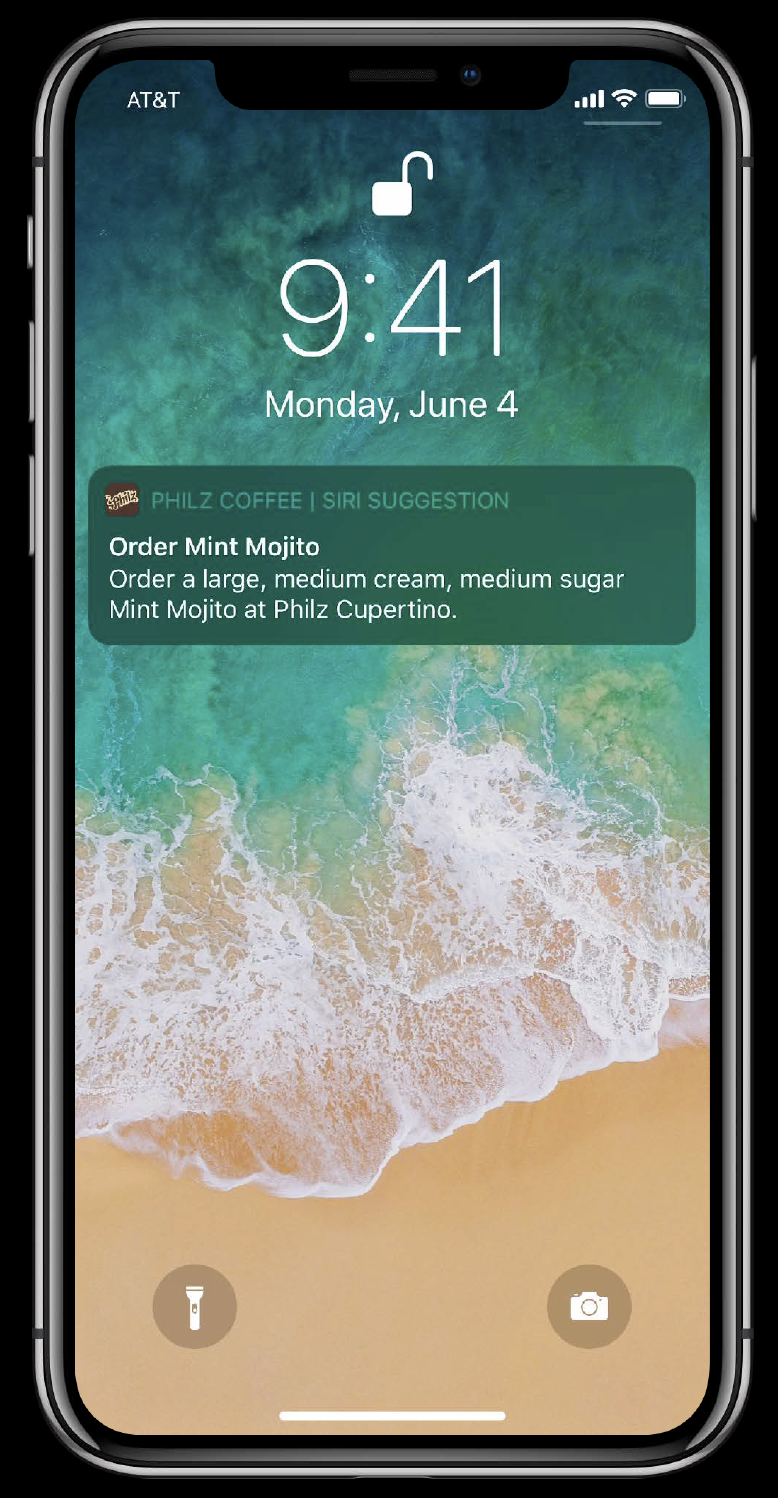 AT&T
9:41
Monday, June 4
Philz
PHILZ COFFEE | SIRI SUGGESTION
Order Mint Mojito
Order a large, medium cream, medium sugar
Mint Mojito at Philz Cupertino.